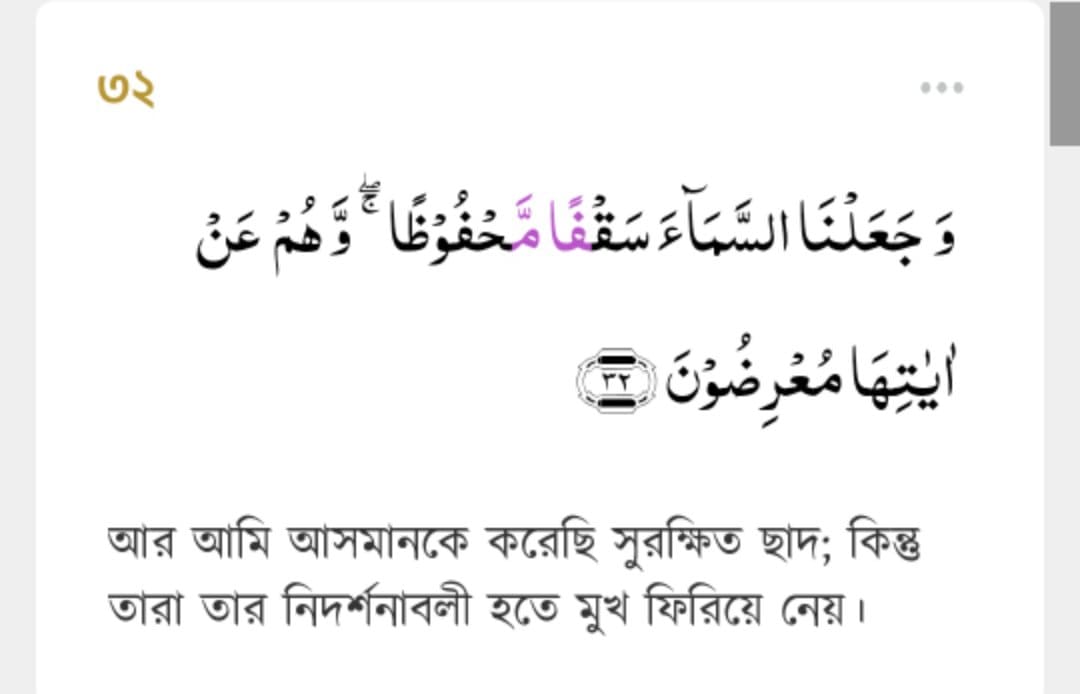 ৩২
وَ جَعَلۡنَا السَّمَآءَ سَقۡفًا مَّحۡفُوۡظًا ۚۖ وَّ هُمۡ عَنۡ
اٰیٰتِهَا مُعۡرِضُوۡنَ ﴿۳۲﴾
আর আমি আসমানকে করেছি সুরক্ষিত ছাদ; কিন্তু
তারা তার নিদর্শনাবলী হতে মুখ ফিরিয়ে নেয়।